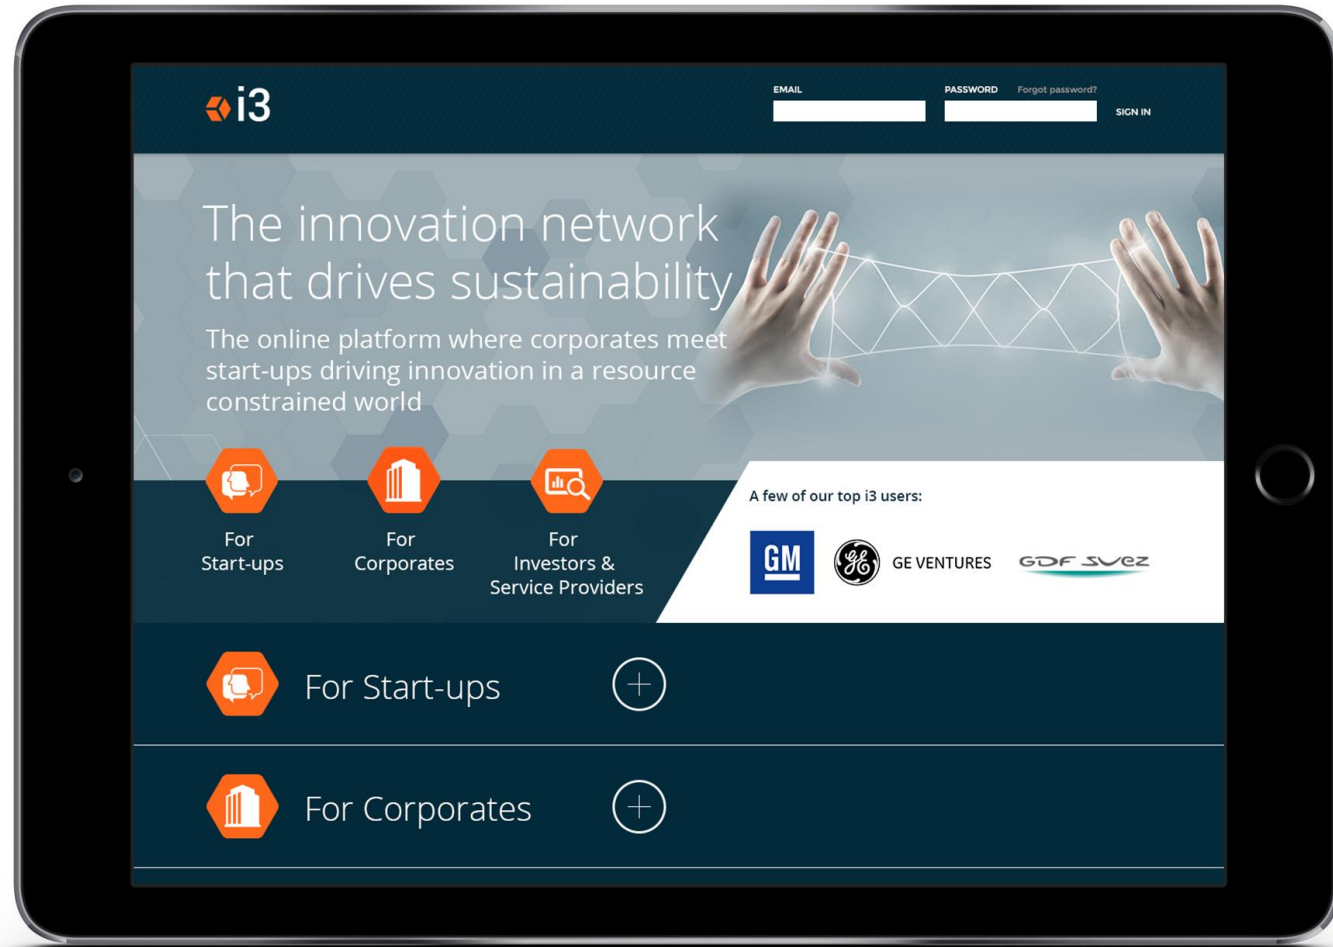 i3
EMAIL
PASSWORD Forgot password?
SIGN IN
The innovation network
that drives sustainability
The online platform where corporates meet
start-ups driving innovation in a resource
constrained world
For
Start-ups
For
Corporates
For
Investors &
Service Providers
A few of our top i3 users:
GM
GE
GE VENTURES
GDF SUEZ
For Start-ups
For Corporates